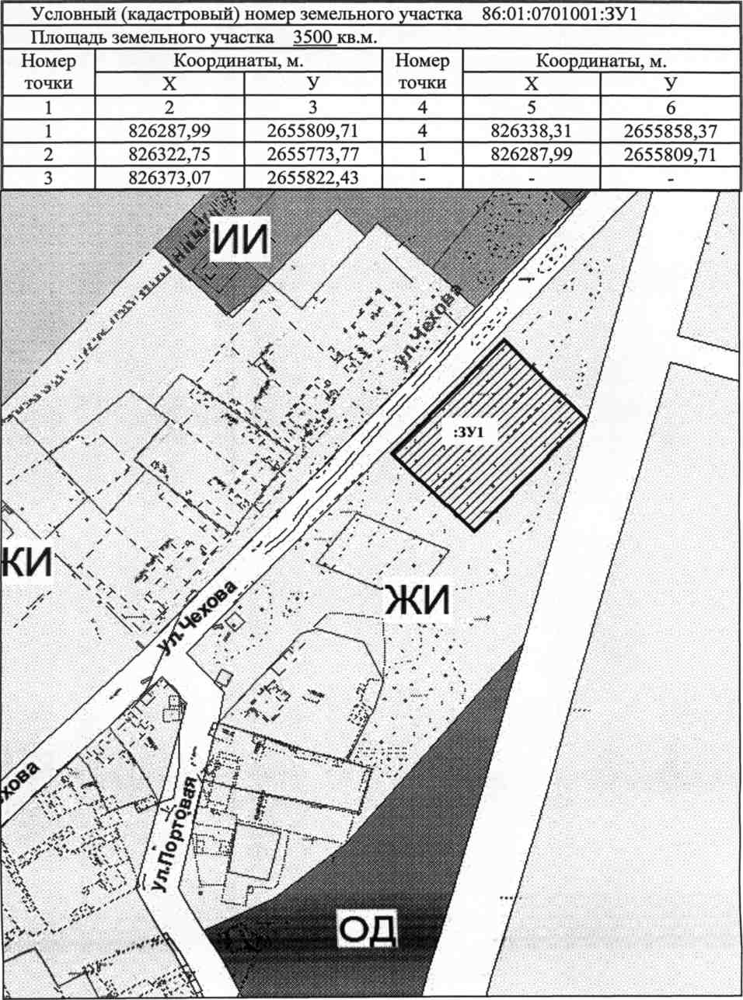 Условный (кадастровый) номер земельного участка 86:01:0701001:ЗУ1
Площадь земельного участка 3500 кв.м.
Номер точки Координаты, м. Номер точки Координаты, м.
X У X У
1 2 3 4 5 6
1 826287,99 2655809,71 4 826338,31 2655858,37
2 826322,75 2655773,77 1 826287,99 2655809,71
3 826373,07 2655822,43 - - -
ИИ
ул. Чехова
:ЗУ1
ЖИ
ЖИ
ул.Чехова
ехова
ул.Портовая
ОД